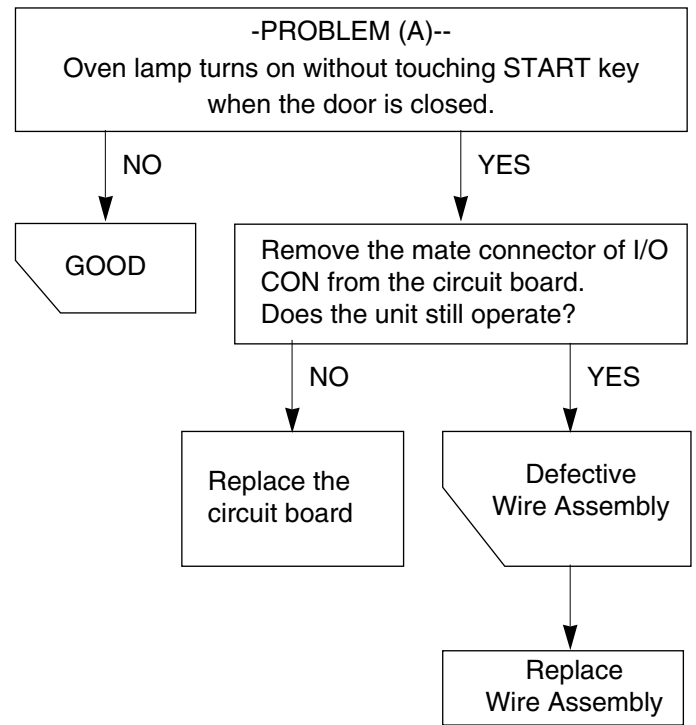 -PROBLEM (A)--
Oven lamp turns on without touching START key
when the door is closed.
NO
YES
GOOD
Remove the mate connector of I/O
CON from the circuit board.
Does the unit still operate?
NO
YES
Replace the
circuit board
Defective
Wire Assembly
Replace
Wire Assembly